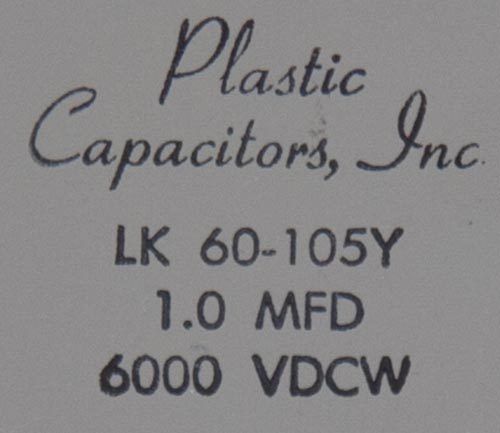 Plastic
Capacitors, Inc.
LK 60-105Y
1.0 MFD
6000 VDCW